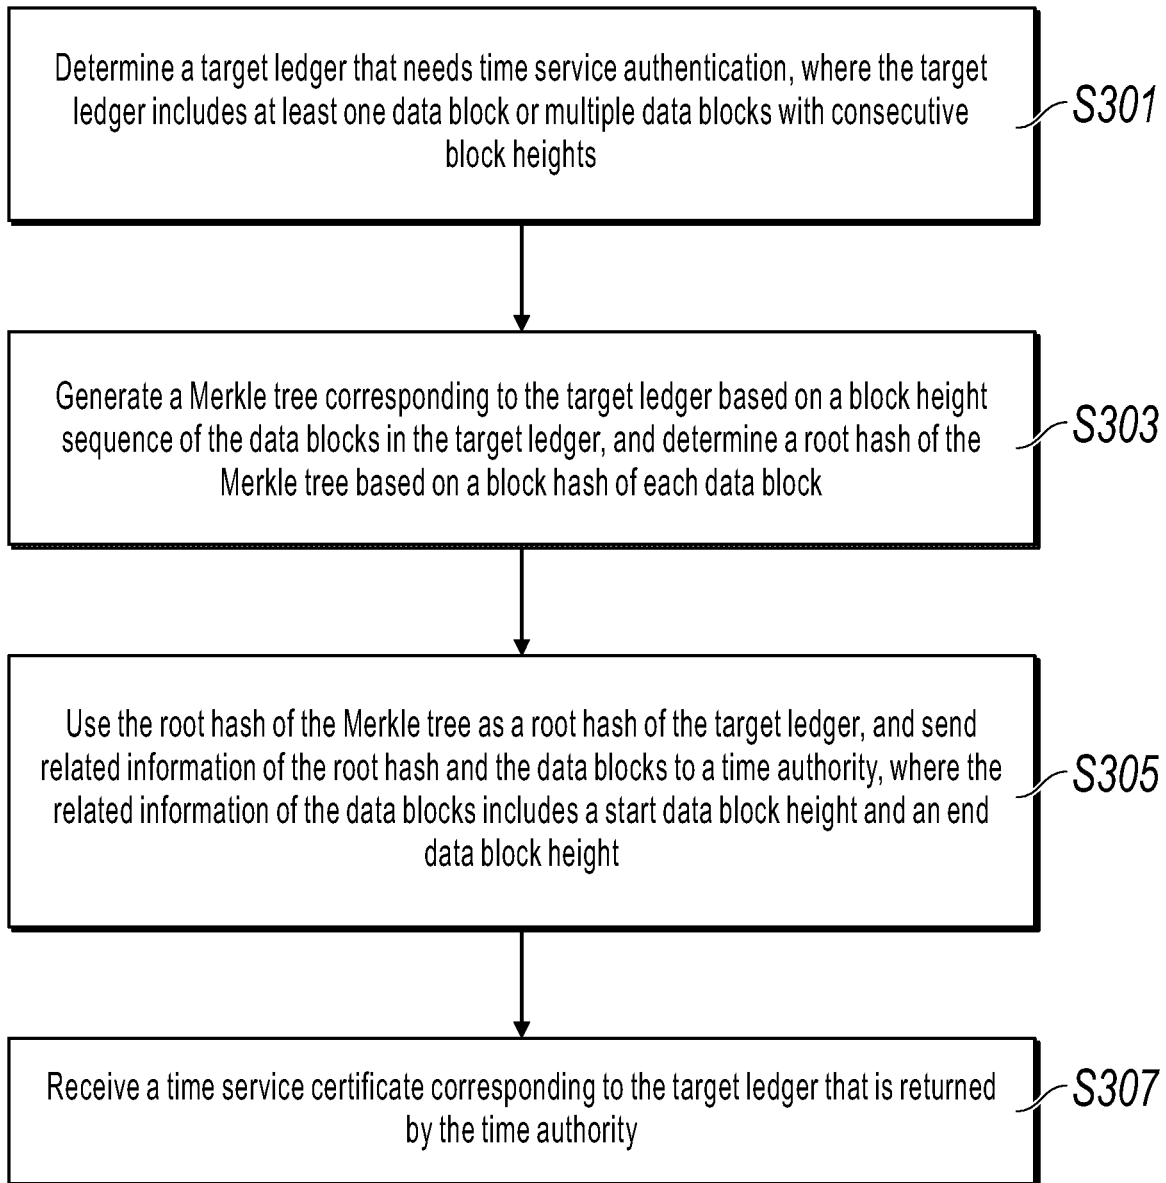 Determine a target ledger that needs time service authentication, where the target
ledger includes at least one data block or multiple data blocks with consecutive
block heights
S301
Generate a Merkle tree corresponding to the target ledger based on a block height
sequence of the data blocks in the target ledger, and determine a root hash of the
Merkle tree based on a block hash of each data block
S303
Use the root hash of the Merkle tree as a root hash of the target ledger, and send
related information of the root hash and the data blocks to a time authority, where the
related information of the data blocks includes a start data block height and an end
data block height
S305
Receive a time service certificate corresponding to the target ledger that is returned
by the time authority
S307